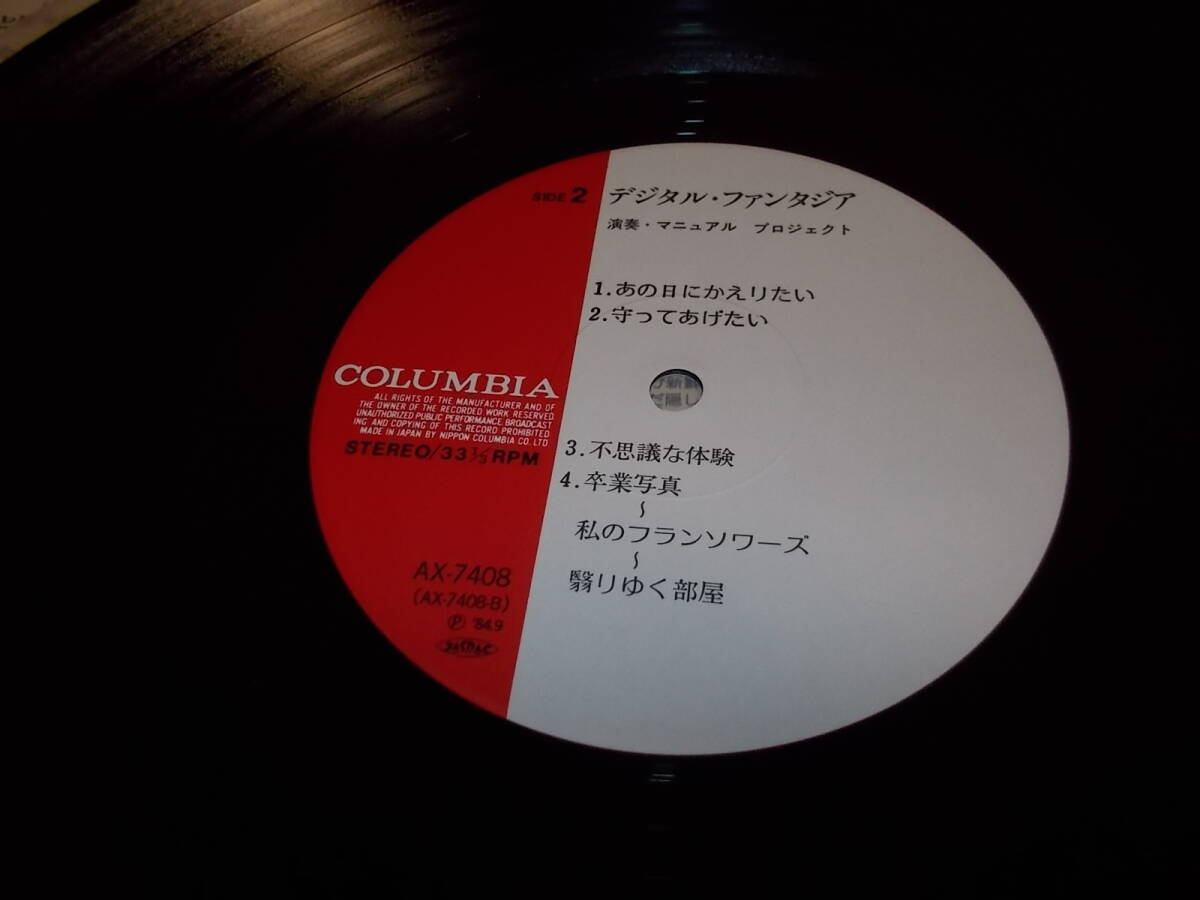 SIDE 2
デジタル・ファンタジア
演奏・マニュアル プロジェクト
1.あの日にかえりたい
2.守ってあげたい
COLUMBIA
ALL RIGHTS OF THE MANUFACTURER AND OF
THE OWNER OF THE RECORDED WORK RESERVED
UNAUTHORIZED PUBLIC PERFORMANCE. BROADCAST
ING AND COPYING OF THIS RECORD PROHIBITED
MADE IN JAPAN BY NIPPON COLUMBIA CO. LTD
STEREO/33⅓RPM
3.不思議な体験
4.卒業写真
〜
私のフランソワーズ
〜
翳りゆく部屋
AX-7408
(AX-7408-B)
Ⓟ '84.9
JASRAC